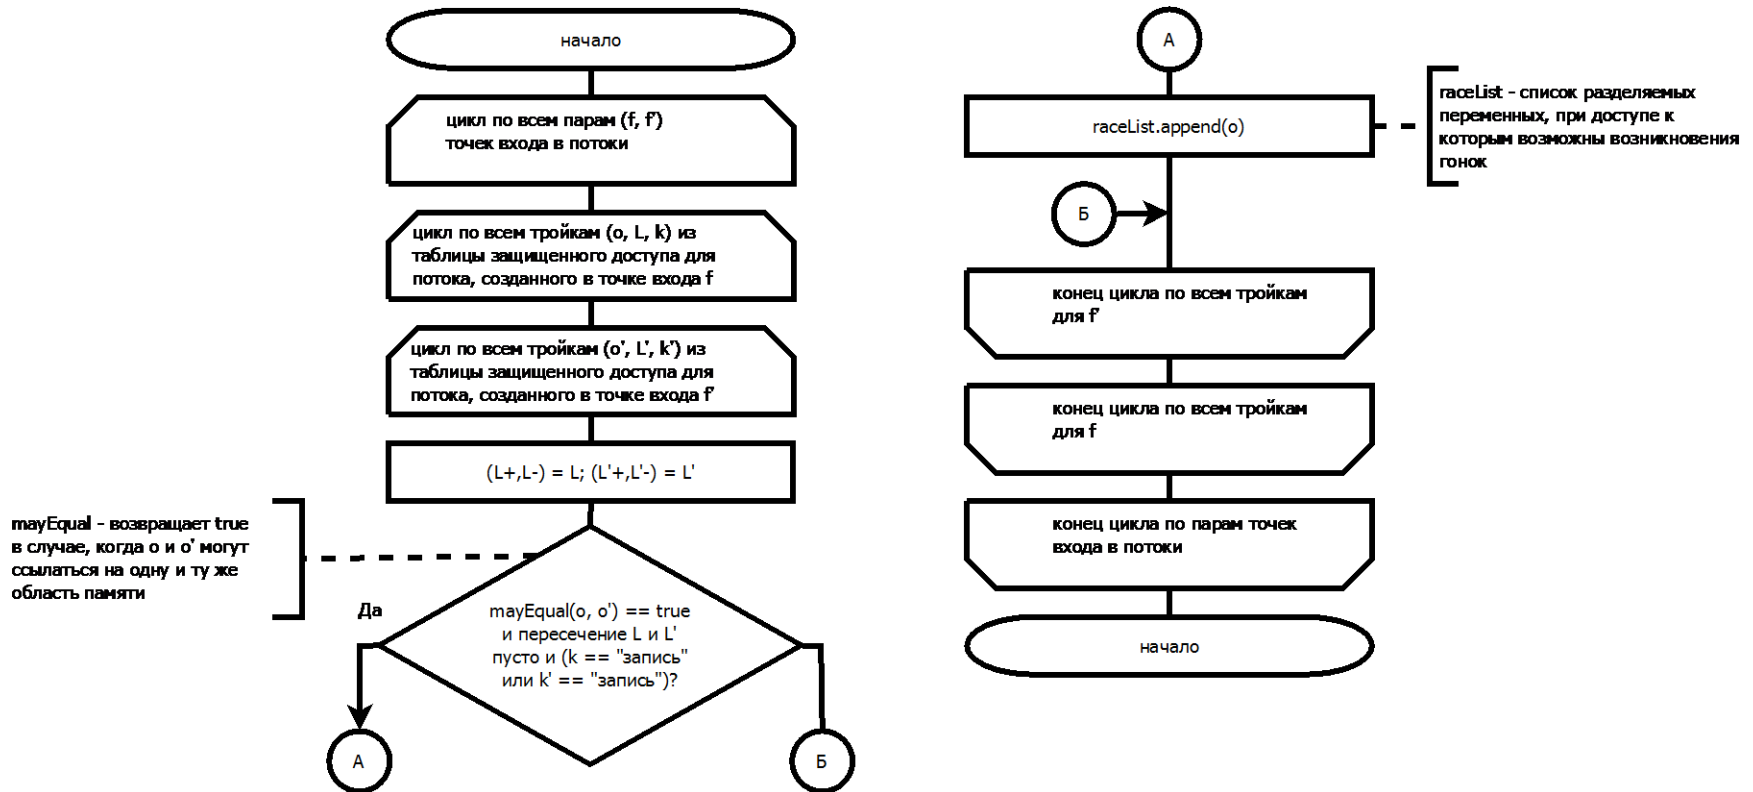 начало
цикл по всем парам (f, f')
точек входа в потоки
цикл по всем тройкам (o, L, k) из
таблицы защищенного доступа для
потока, созданного в точке входа f
цикл по всем тройкам (o', L', k') из
таблицы защищенного доступа для
потока, созданного в точке входа f'
(L+,L-) = L; (L'+,L'-) = L'
mayEqual - возвращает true
в случае, когда o и o' могут
ссылаться на одну и ту же
область памяти
Да
mayEqual(o, o') == true
и пересечение L и L'
пусто и (k == "запись"
или k' == "запись")?
А
Б
А
raceList.append(o)
raceList - список разделяемых
переменных, при доступе к
которым возможны возникновения
гонок
Б
конец цикла по всем тройкам
для f'
конец цикла по всем тройкам
для f
конец цикла по парам точек
входа в потоки
начало